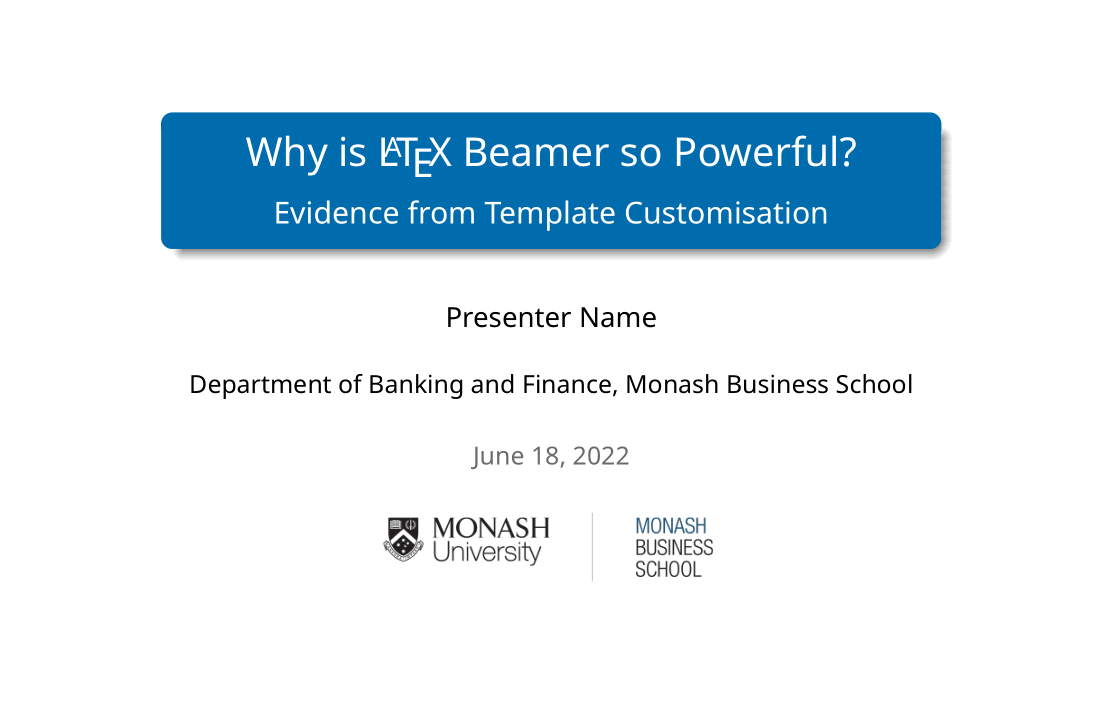 Why is LATEX Beamer so Powerful?
Evidence from Template Customisation
Presenter Name
Department of Banking and Finance, Monash Business School
June 18, 2022
MONASH University
MONASH
BUSINESS
SCHOOL